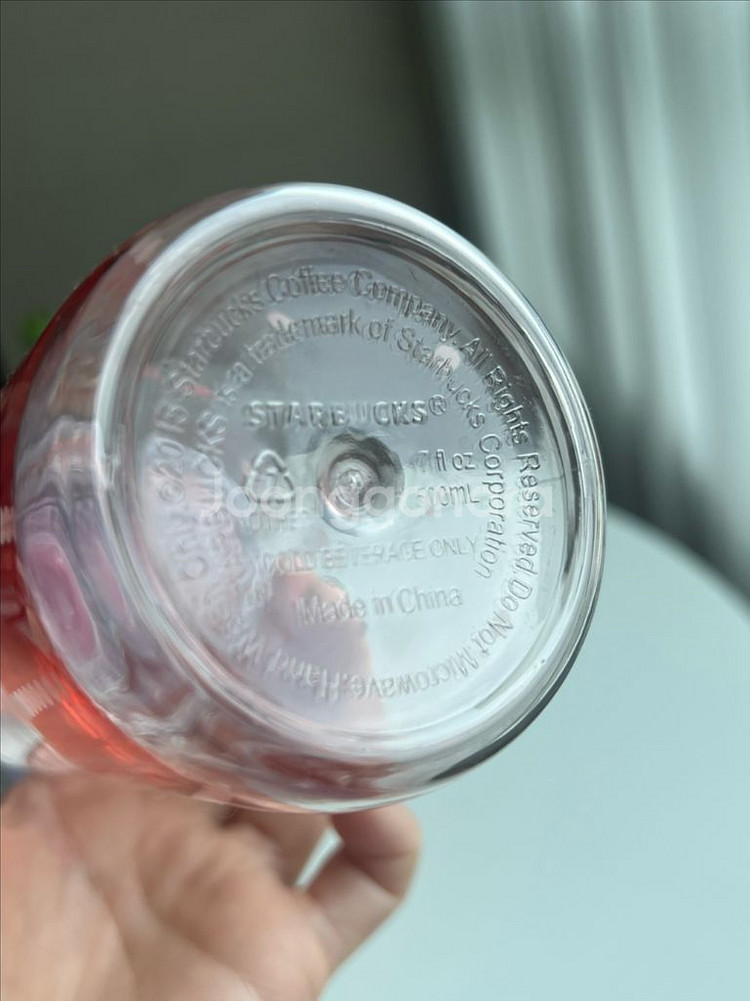 ©2015 Starbucks Coffee Company. All Rights Reserved. Do Not Microwave. Hand Wash Only
STARBUCKS is a trademark of Starbucks Corporation
STARBUCKS®
fl oz
mL
COLD BEVERAGE ONLY
Made in China
Joonggonara